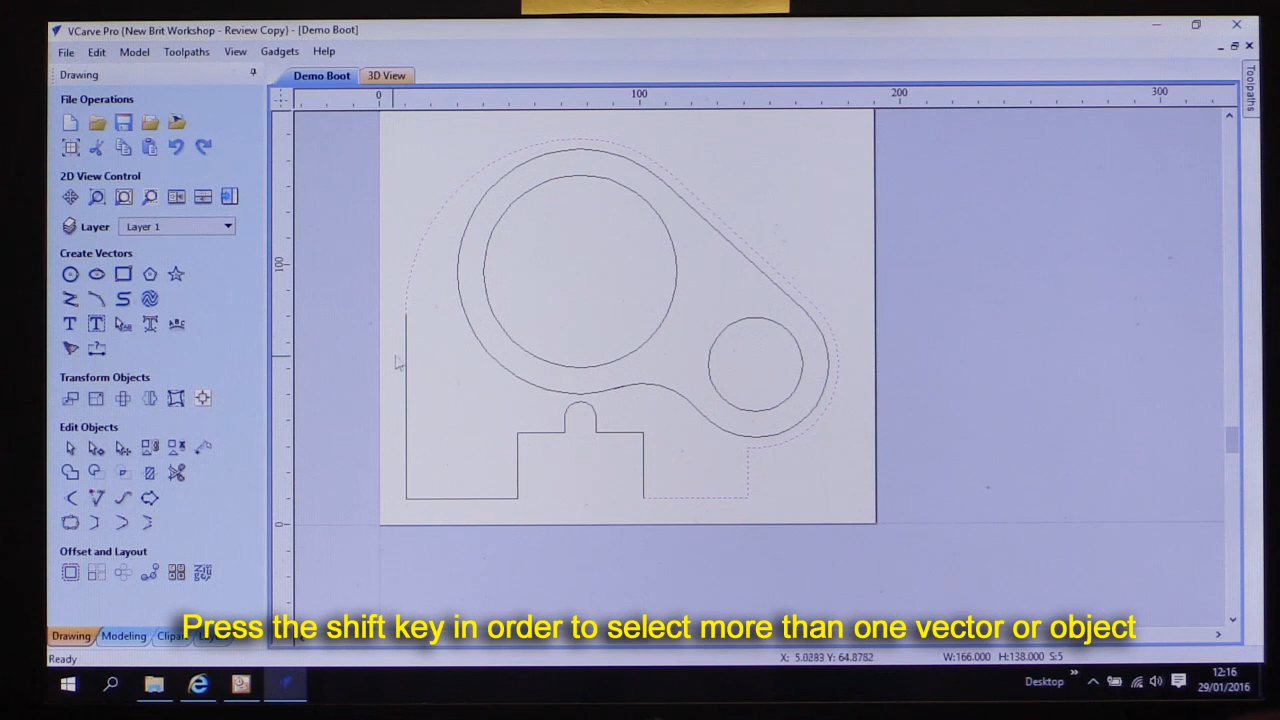 VCarve Pro {New Brit Workshop - Review Copy} - [Demo Boot]
File Edit Model Toolpaths View Gadgets Help
Drawing
Demo Boot 3D View
Toolpaths
File Operations
0 100 200 300
2D View Control
Layer Layer 1
Create Vectors
100
Transform Objects
Edit Objects
0
Offset and Layout
Press the shift key in order to select more than one vector or object
Drawing Modeling
Ready
X: 5.0283 Y: 64.8782 W:166.000 H:138.000 S:5
Desktop
12:16
29/01/2016